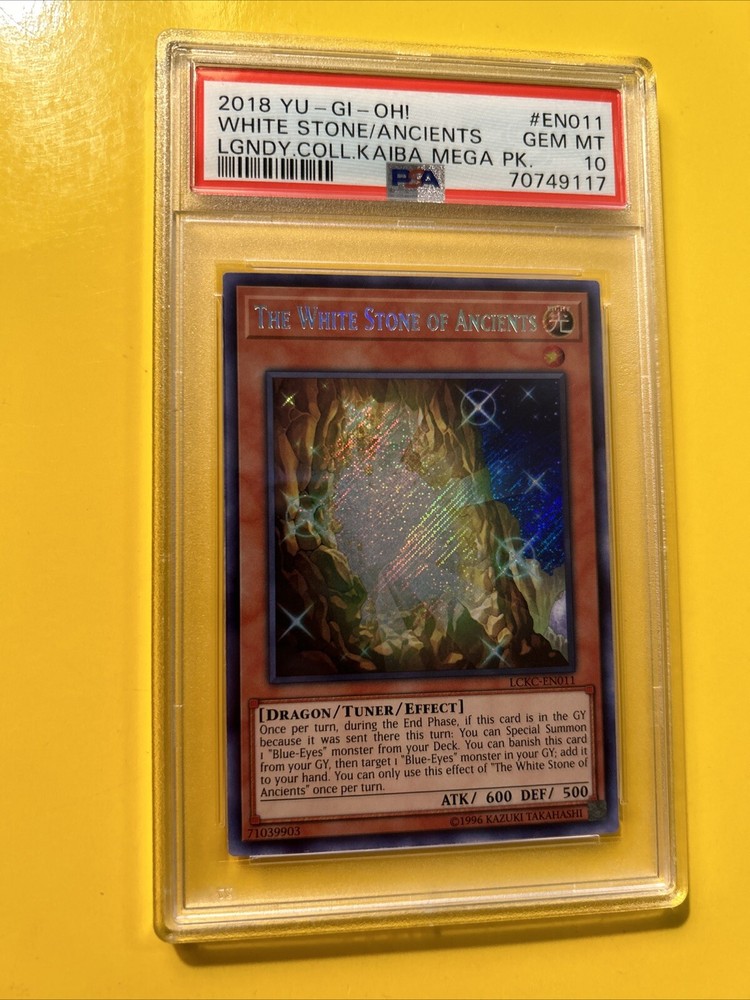 2018 YU-GI-OH! #EN011
WHITE STONE/ANCIENTS GEM MT
LGNDY.COLL.KAIBA MEGA PK. 10
PSA 70749117
THE WHITE STONE OF ANCIENTS 光
LCKC-EN011
[DRAGON/TUNER/EFFECT]
Once per turn, during the End Phase, if this card is in the GY
because it was sent there this turn: You can Special Summon
1 "Blue-Eyes" monster from your Deck. You can banish this card
from your GY, then target 1 "Blue-Eyes" monster in your GY; add it
to your hand. You can only use this effect of "The White Stone of
Ancients" once per turn.
ATK/ 600 DEF/ 500
71039903 ©1996 KAZUKI TAKAHASHI